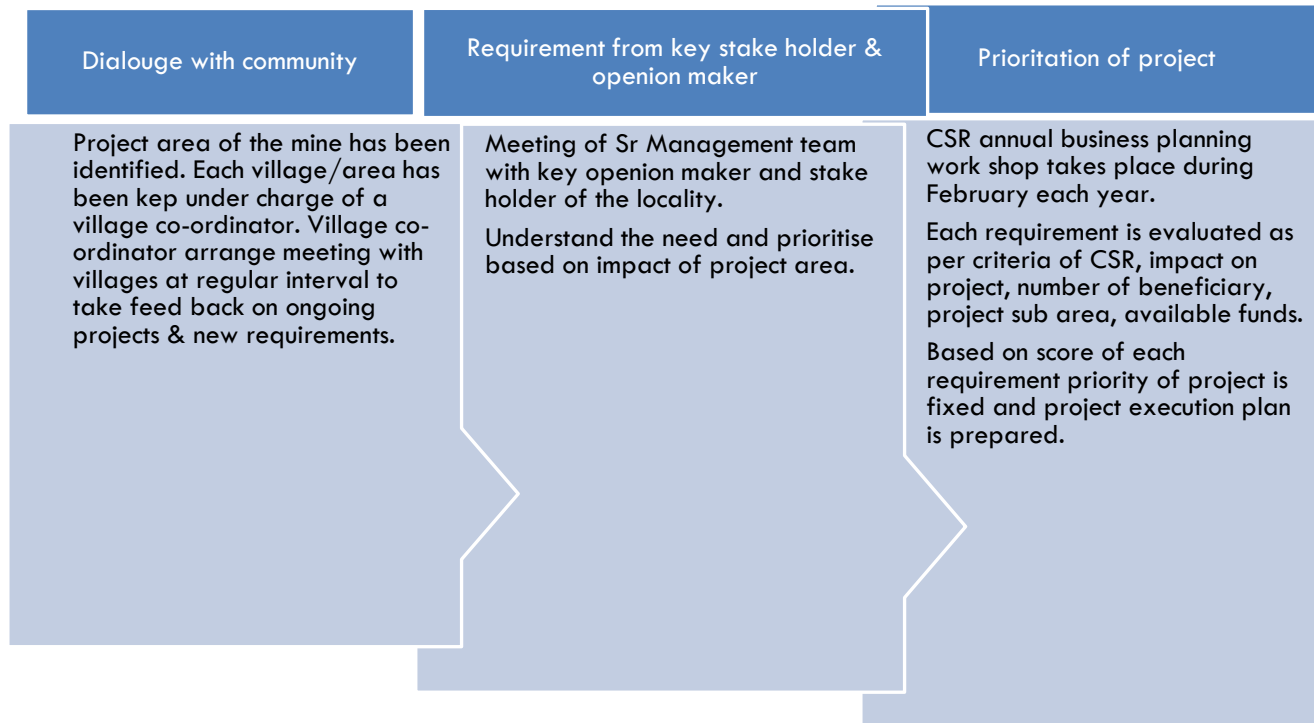 Dialouge with community
Project area of the mine has been
identified. Each village/area has
been kep under charge of a
village co-ordinator. Village co-
ordinator arrange meeting with
villages at regular interval to
take feed back on ongoing
projects & new requirements.
Requirement from key stake holder &
openion maker
Meeting of Sr Management team
with key openion maker and stake
holder of the locality.
Understand the need and prioritise
based on impact of project area.
Prioritation of project
CSR annual business planning
work shop takes place during
February each year.
Each requirement is evaluated as
per criteria of CSR, impact on
project, number of beneficiary,
project sub area, available funds.
Based on score of each
requirement priority of project is
fixed and project execution plan
is prepared.